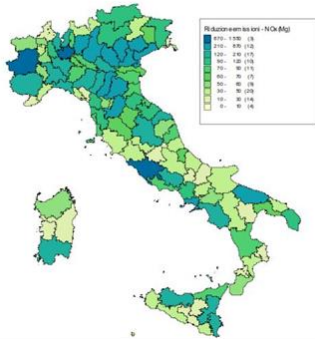 Riduzione emissioni - NOx (Mg)
670 - 1 500 (3)
210 - 670 (12)
120 - 210 (17)
90 - 120 (10)
70 - 90 (11)
60 - 70 (7)
50 - 60 (9)
30 - 50 (20)
10 - 30 (14)
0 - 10 (4)